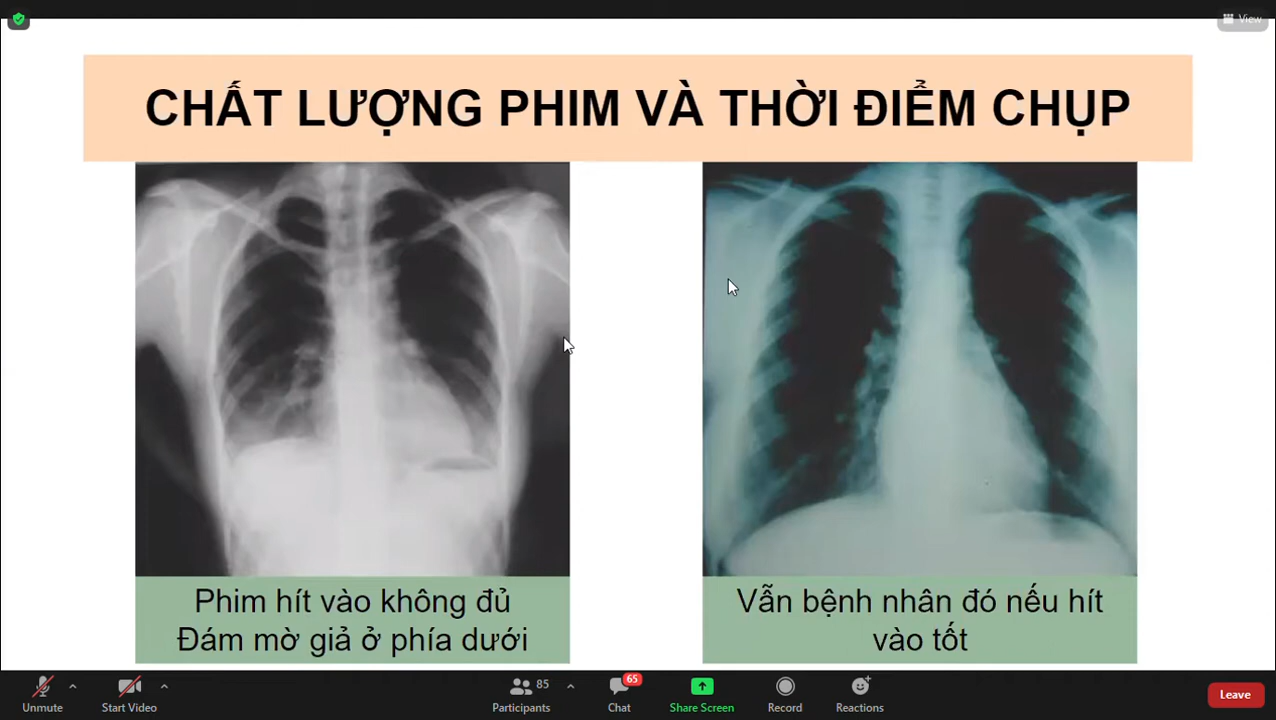 View
CHẤT LƯỢNG PHIM VÀ THỜI ĐIỂM CHỤP
Phim hít vào không đủ
Đám mờ giả ở phía dưới
Vẫn bệnh nhân đó nếu hít
vào tốt
Unmute
Start Video
85
Participants
65
Chat
Share Screen
Record
Reactions
Leave